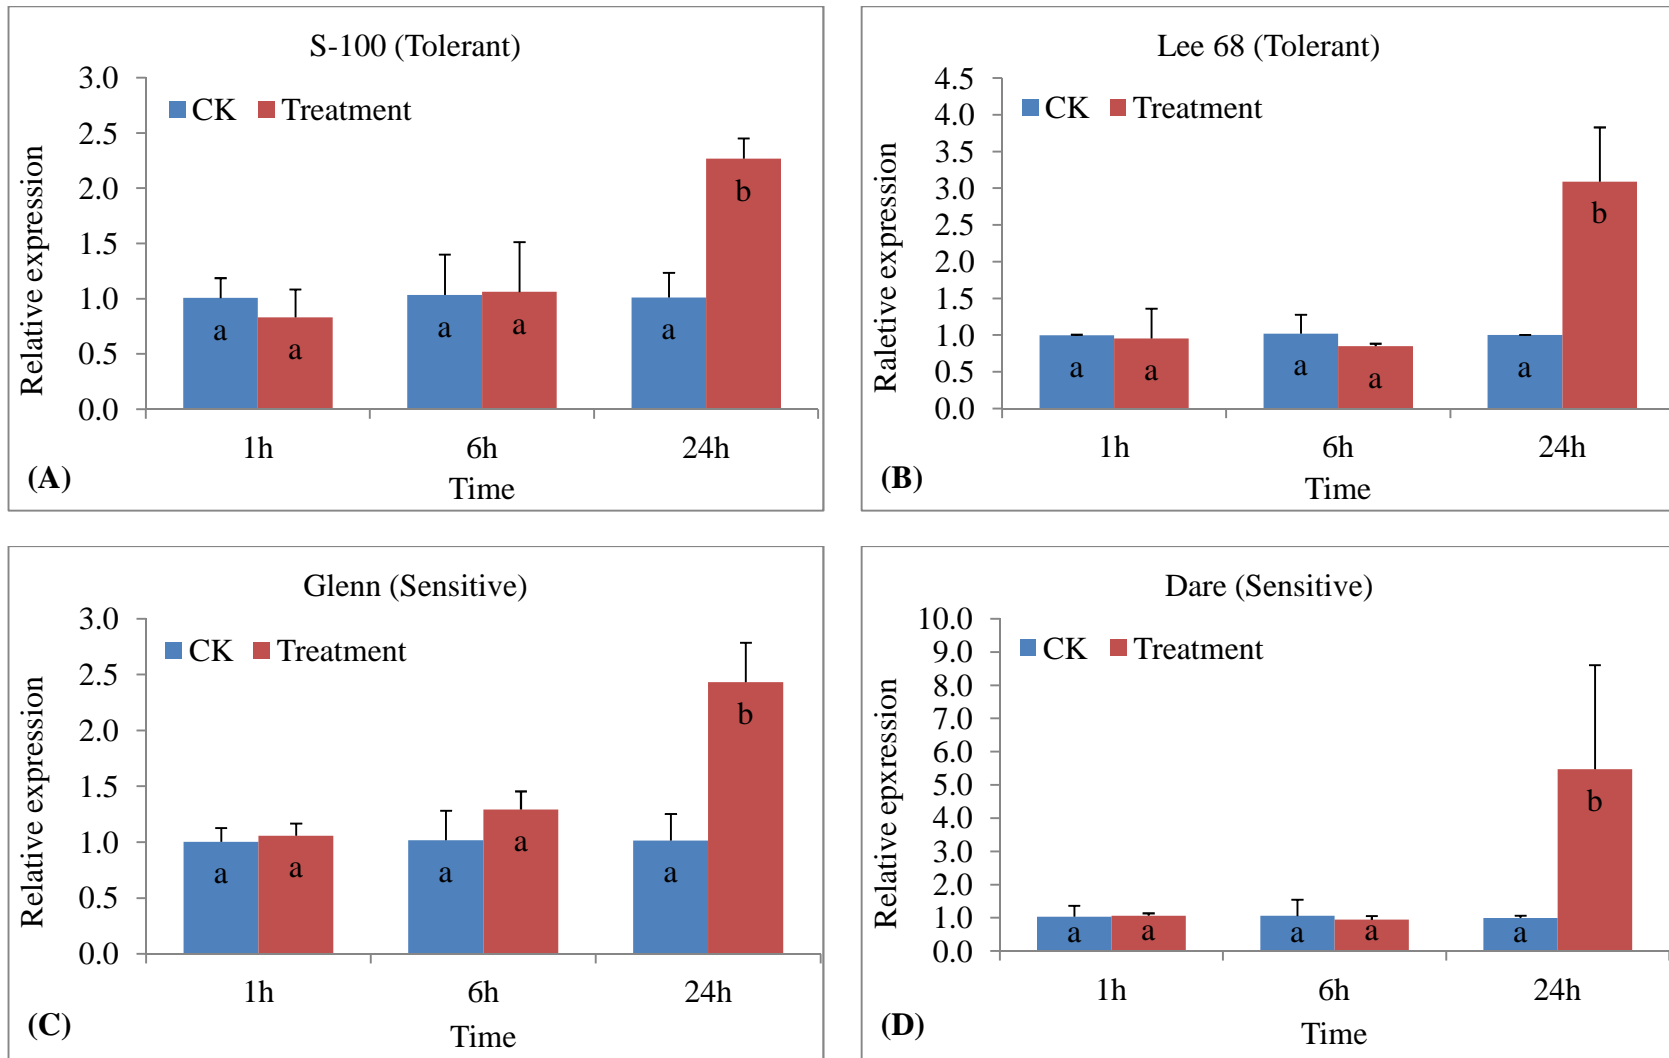 S-100 (Tolerant)
CK Treatment
Relative expression
3.0
2.5
2.0
1.5
1.0
0.5
0.0
a a a a a b
1h 6h 24h
(A)
Time
Lee 68 (Tolerant)
CK Treatment
Raletive expression
4.5
4.0
3.5
3.0
2.5
2.0
1.5
1.0
0.5
0.0
a a a a a b
1h 6h 24h
(B)
Time
Glenn (Sensitive)
CK Treatment
Relative expression
3.0
2.5
2.0
1.5
1.0
0.5
0.0
a a a a a b
1h 6h 24h
(C)
Time
Dare (Sensitive)
CK Treatment
Relative epxression
10.0
9.0
8.0
7.0
6.0
5.0
4.0
3.0
2.0
1.0
0.0
a a a a a b
1h 6h 24h
(D)
Time